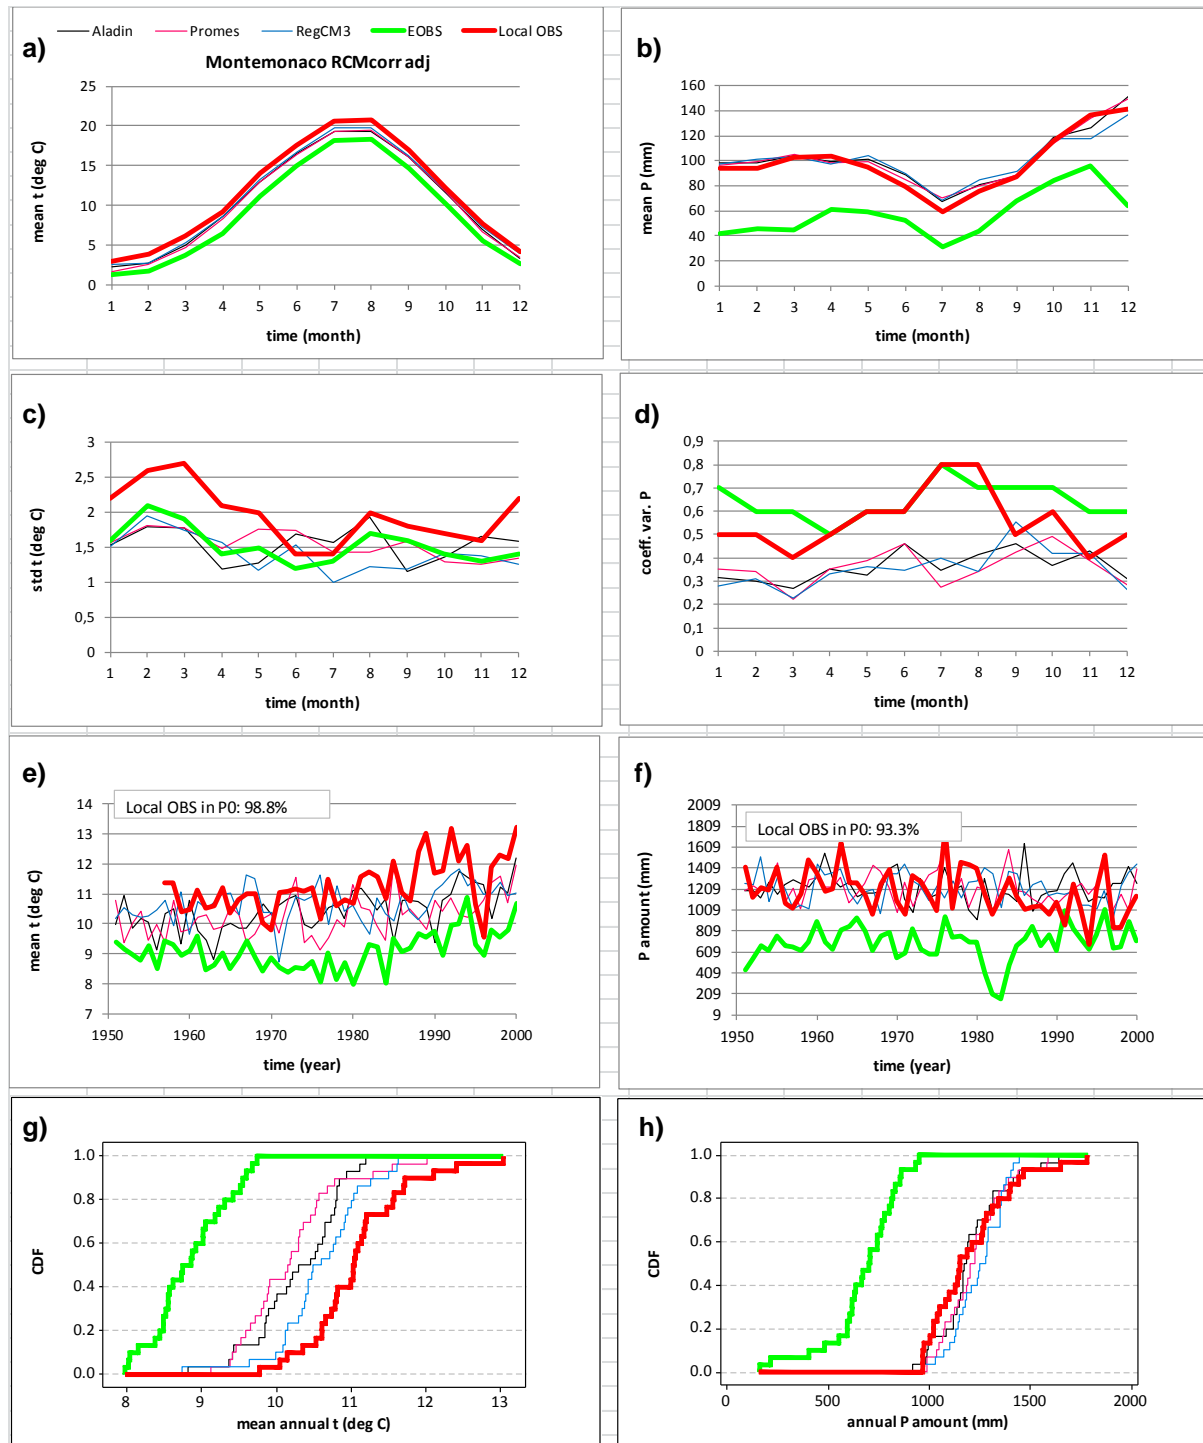 Aladin Promes RegCM3 EOBS Local OBS
a)
Montemonaco RCMcorr adj
25
20
15
10
5
0
mean t (deg C)
1 2 3 4 5 6 7 8 9 10 11 12
time (month)
b)
160
140
120
100
80
60
40
20
0
mean P (mm)
1 2 3 4 5 6 7 8 9 10 11 12
time (month)
c)
3
2,5
2
1,5
1
0,5
0
std t (deg C)
1 2 3 4 5 6 7 8 9 10 11 12
time (month)
d)
0,9
0,8
0,7
0,6
0,5
0,4
0,3
0,2
0,1
0
coeff. var. P
1 2 3 4 5 6 7 8 9 10 11 12
time (month)
e)
Local OBS in P0: 98.8%
14
13
12
11
10
9
8
7
mean t (deg C)
1950 1960 1970 1980 1990 2000
time (year)
f)
Local OBS in P0: 93.3%
2009
1809
1609
1409
1209
1009
809
609
409
209
9
P amount (mm)
1950 1960 1970 1980 1990 2000
time (year)
g)
1.0
0.8
0.6
0.4
0.2
0.0
CDF
8 9 10 11 12 13
mean annual t (deg C)
h)
1.0
0.8
0.6
0.4
0.2
0.0
CDF
0 500 1000 1500 2000
annual P amount (mm)